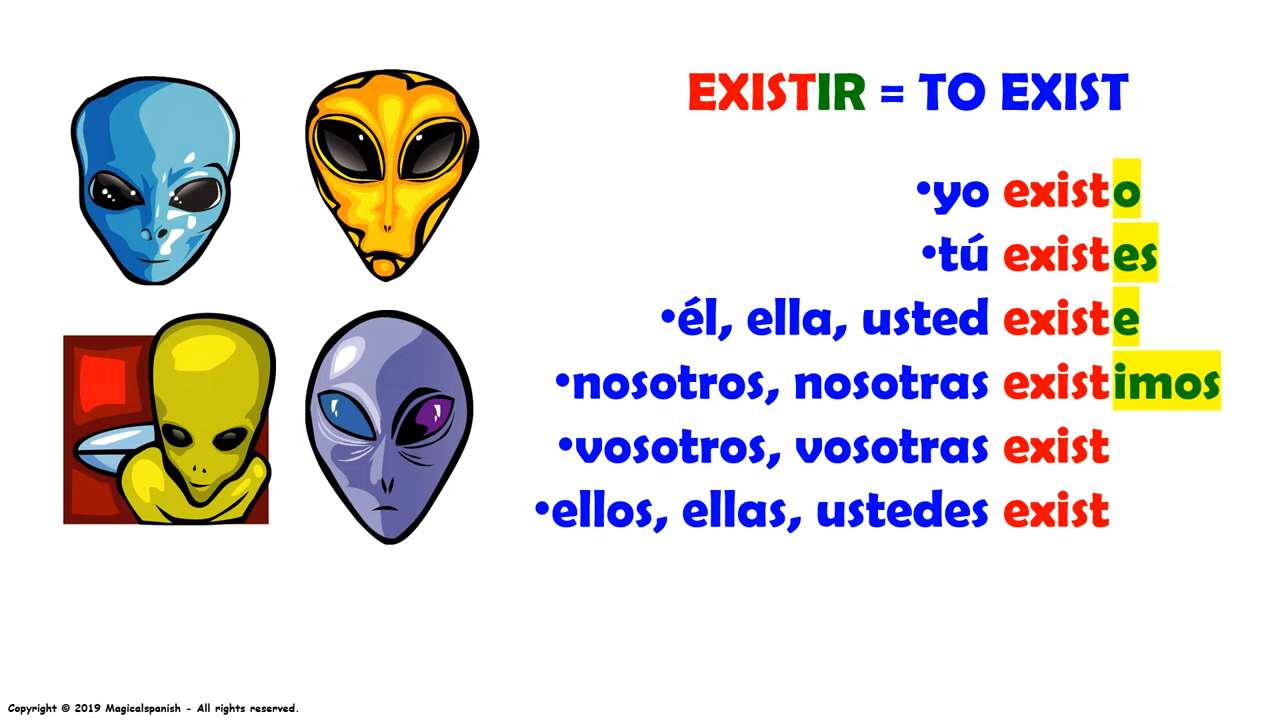 EXISTIR = TO EXIST
•yo existo
•tú existes
•él, ella, usted existe
•nosotros, nosotras existimos
•vosotros, vosotras exist
•ellos, ellas, ustedes exist
Copyright © 2019 Magicalspanish - All rights reserved.